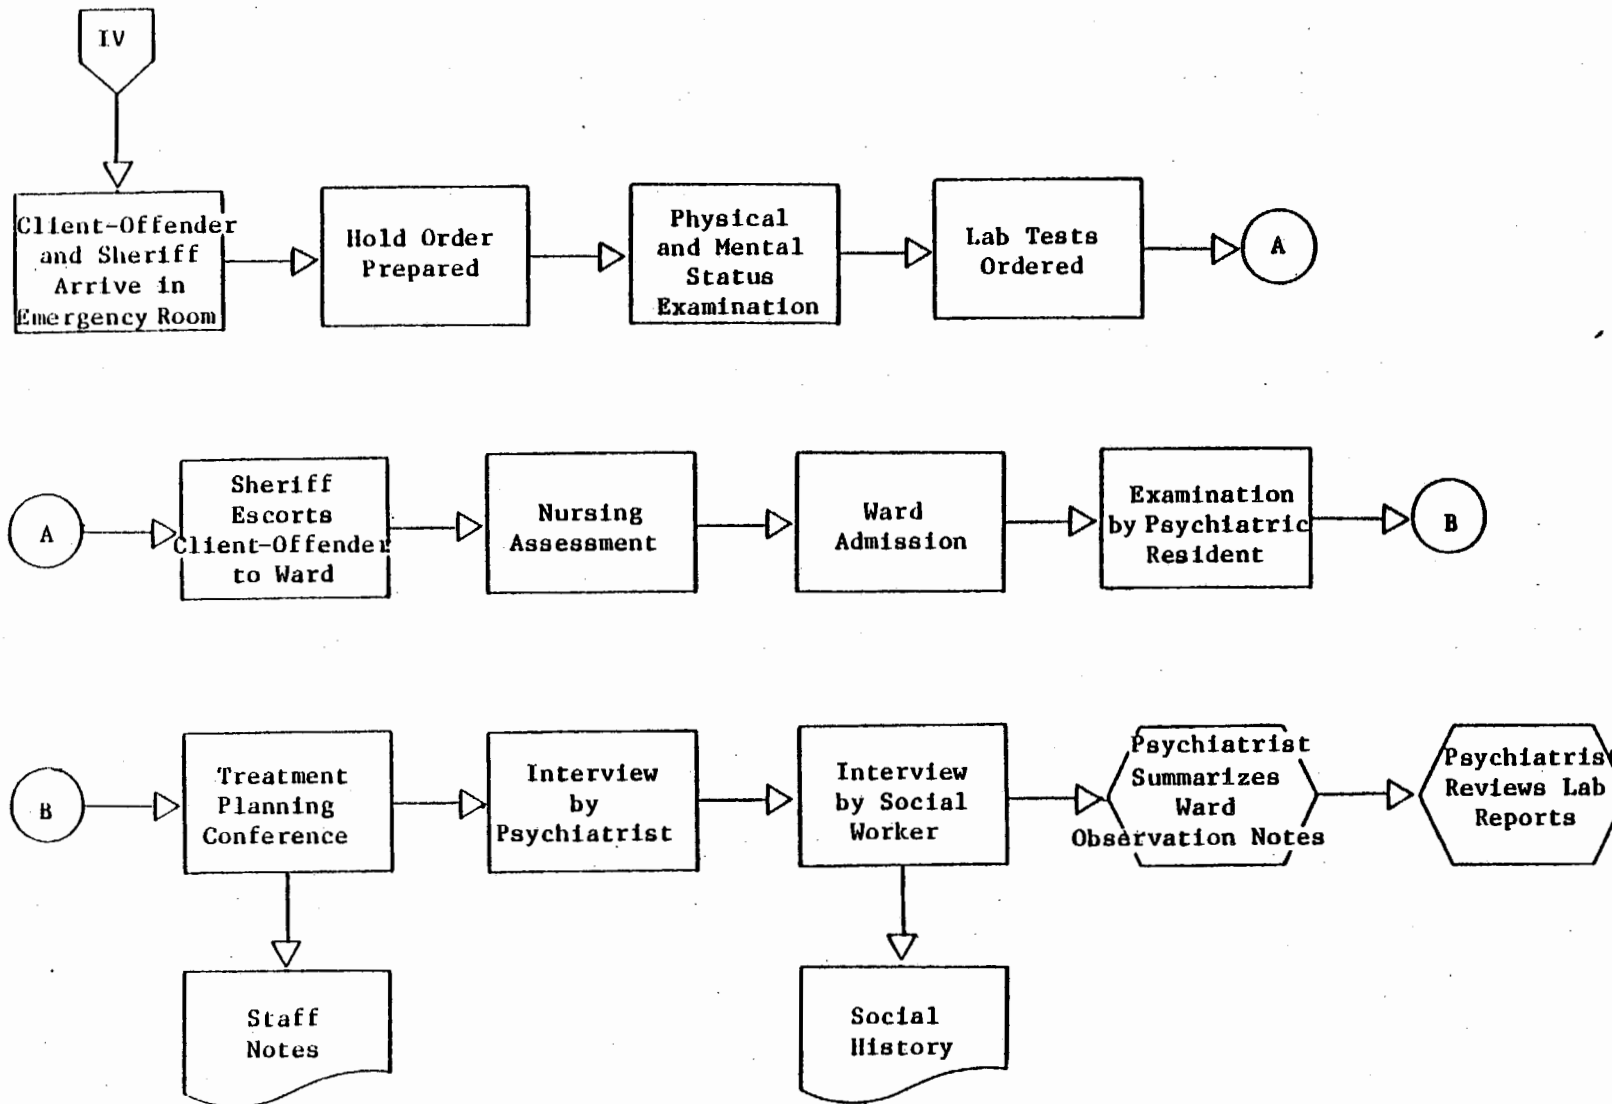 IV
Client-Offender
and Sheriff
Arrive in
Emergency Room
Hold Order
Prepared
Physical
and Mental
Status
Examination
Lab Tests
Ordered
A
A
Sheriff
Escorts
Client-Offender
to Ward
Nursing
Assessment
Ward
Admission
Examination
by Psychiatric
Resident
B
B
Treatment
Planning
Conference
Interview
by
Psychiatrist
Interview
by Social
Worker
Psychiatrist
Summarizes
Ward
Observation Notes
Psychiatris
Reviews Lab
Reports
Staff
Notes
Social
History